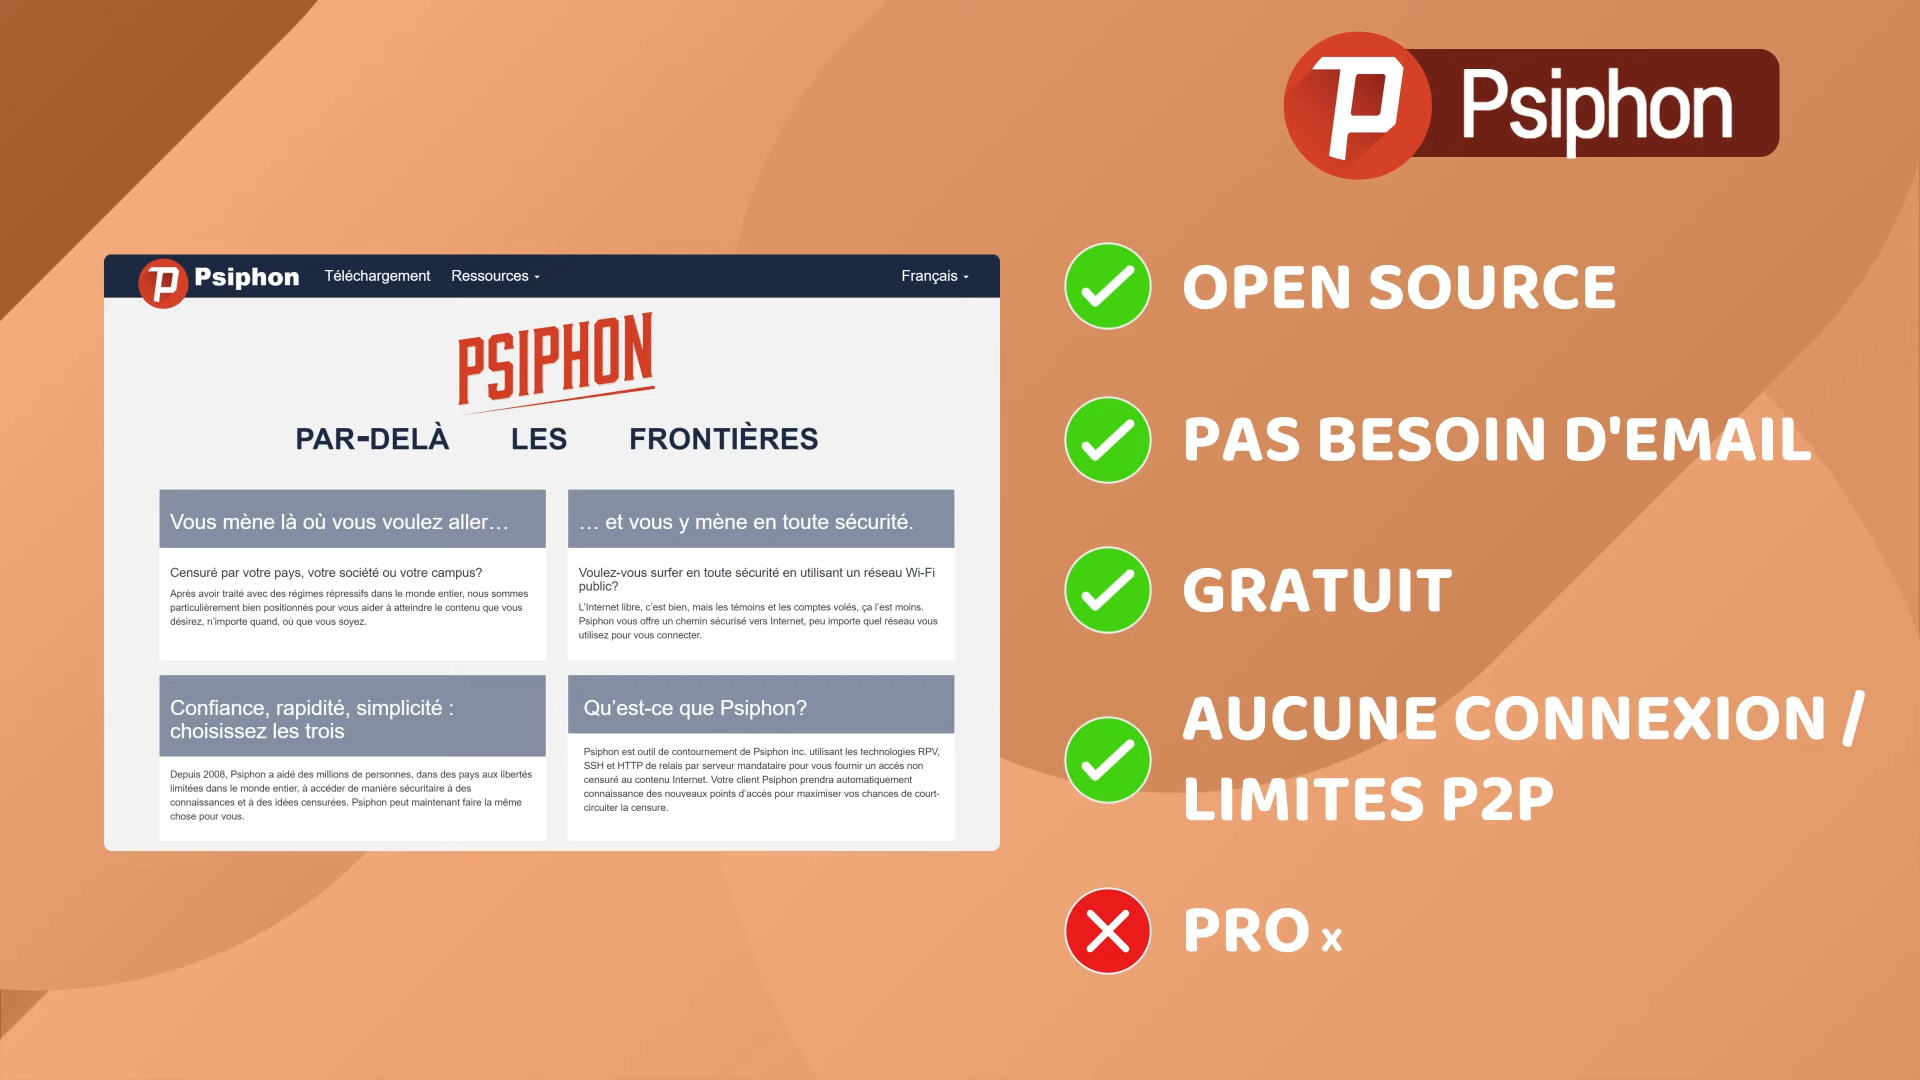 Psiphon
Psiphon Téléchargement Ressources Français
PSIPHON
PAR-DELÀ LES FRONTIÈRES
Vous mène là où vous voulez aller…
Censuré par votre pays, votre société ou votre campus?
Après avoir traité avec des régimes répressifs dans le monde entier, nous sommes
particulièrement bien positionnés pour vous aider à atteindre le contenu que vous
désirez, n’importe quand, où que vous soyez.
… et vous y mène en toute sécurité.
Voulez-vous surfer en toute sécurité en utilisant un réseau Wi-Fi
public?
L’Internet libre, c’est bien, mais les témoins et les comptes volés, ça l’est moins.
Psiphon vous offre un chemin sécurisé vers Internet, peu importe quel réseau vous
utilisez pour vous connecter.
Confiance, rapidité, simplicité :
choisissez les trois
Depuis 2008, Psiphon a aidé des millions de personnes, dans des pays aux libertés
limitées dans le monde entier, à accéder de manière sécuritaire à des
connaissances et à des idées censurées. Psiphon peut maintenant faire la même
chose pour vous.
Qu’est-ce que Psiphon?
Psiphon est outil de contournement de Psiphon inc. utilisant les technologies RPV,
SSH et HTTP de relais par serveur mandataire pour vous fournir un accès non
censuré au contenu Internet. Votre client Psiphon prendra automatiquement
connaissance des nouveaux points d’accès pour maximiser vos chances de court-
circuiter la censure.
OPEN SOURCE
PAS BESOIN D'EMAIL
GRATUIT
AUCUNE CONNEXION /
LIMITES P2P
PRO x